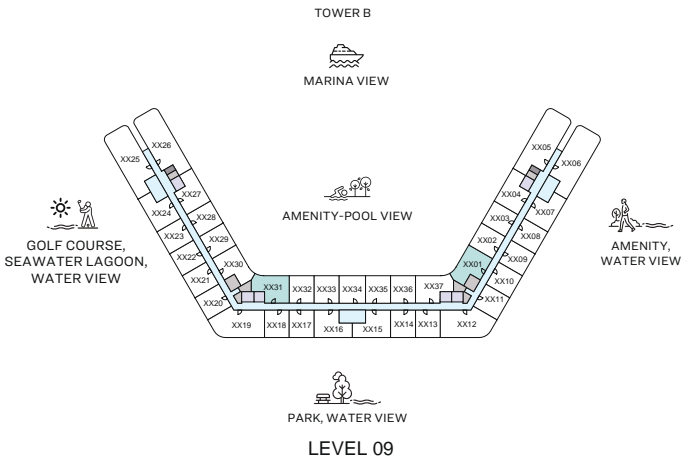 TOWER B
MARINA VIEW
XX26
XX25
XX05
XX06
XX27
XX04
XX24
XX28
XX03
XX07
AMENITY-POOL VIEW
XX23
XX29
XX02
XX08
GOLF COURSE,
SEAWATER LAGOON,
WATER VIEW
AMENITY,
WATER VIEW
XX22
XX30
XX01
XX09
XX21
XX10
XX20
XX31
XX32
XX33
XX34
XX35
XX36
XX37
XX11
XX19
XX18
XX17
XX16
XX15
XX14
XX13
XX12
PARK, WATER VIEW
LEVEL 09